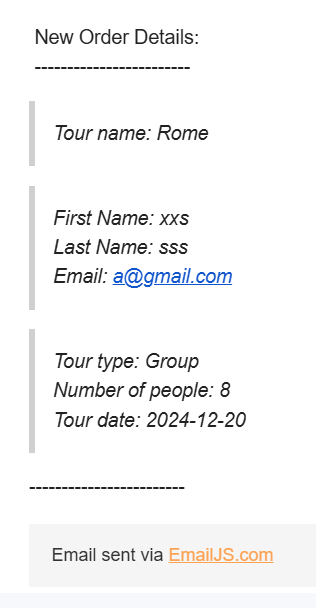 New Order Details:
------------------------
Tour name: Rome
First Name: xxs
Last Name: sss
Email: a@gmail.com
Tour type: Group
Number of people: 8
Tour date: 2024-12-20
------------------------
Email sent via EmailJS.com